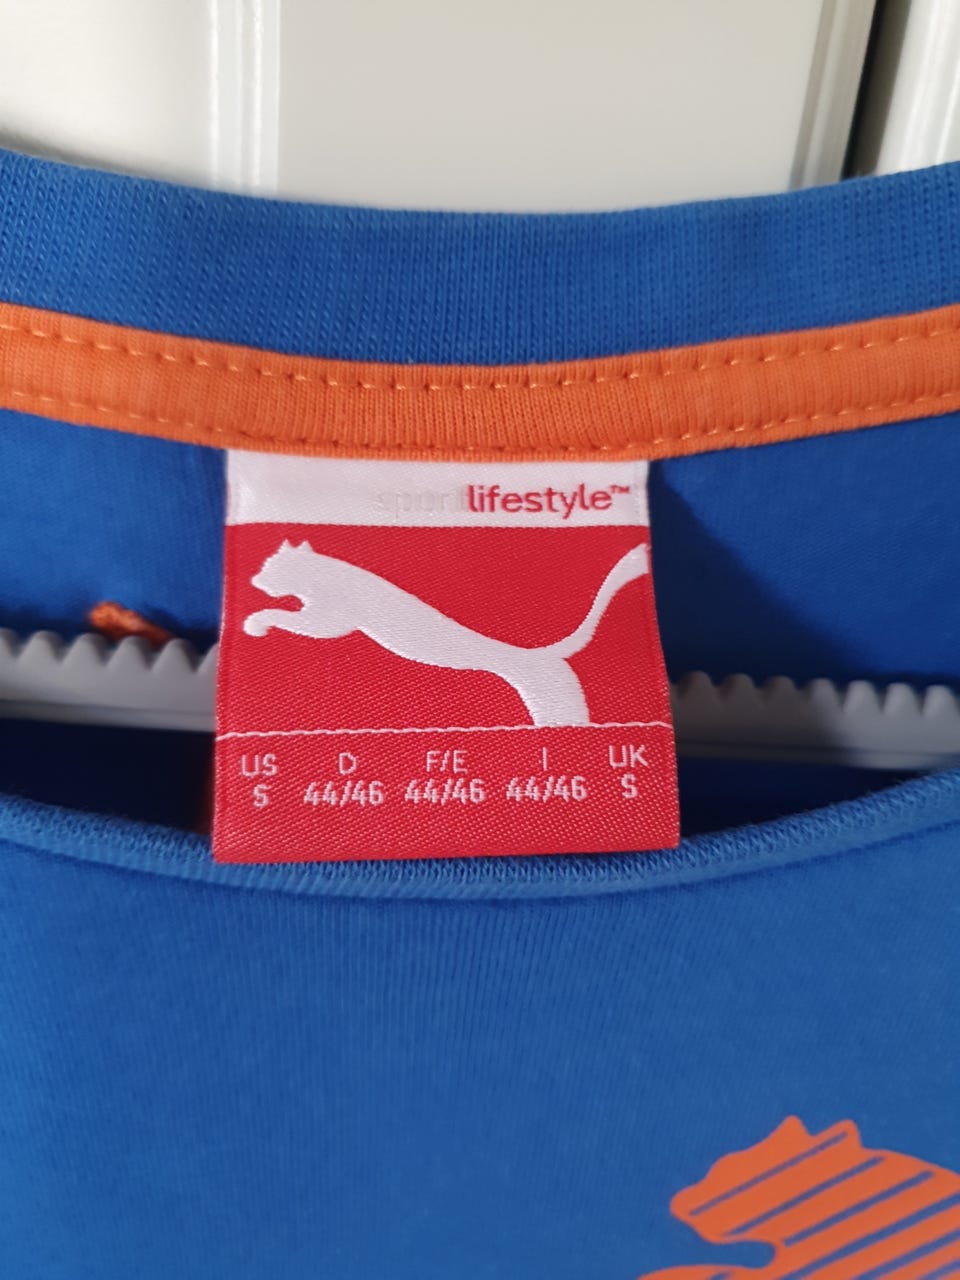 sportlifestyle™
US D F/E I UK
S 44/46 44/46 44/46 S